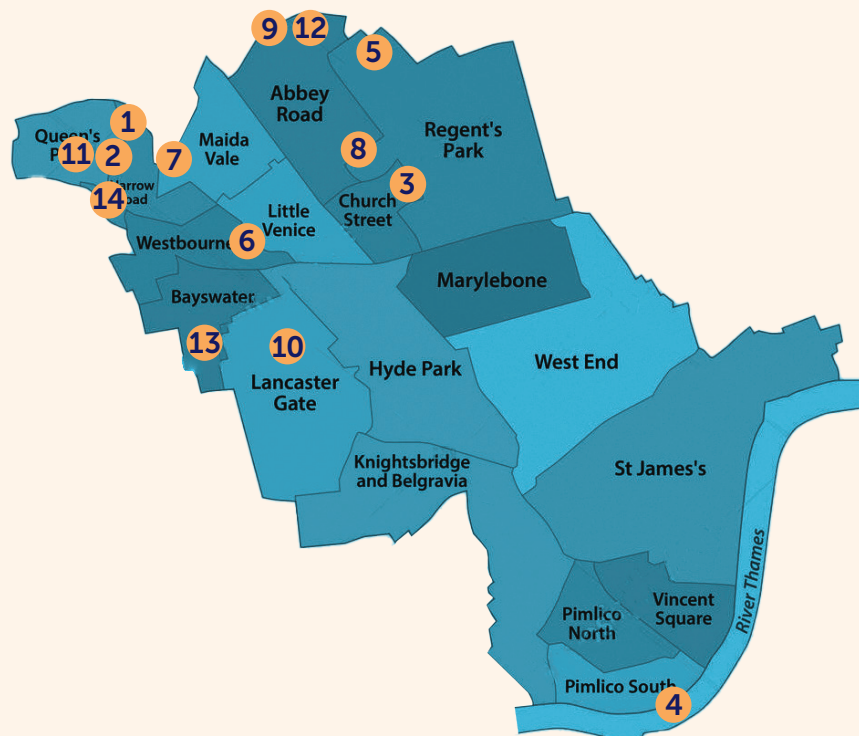 9
12
5
Abbey
Road
1
Regent's
Park
Queen's
Maida
Vale
11
2
7
8
3
14
Road
Little
Venice
Church
Street
Westbourne
6
Marylebone
Bayswater
13
10
Lancaster
Gate
Hyde Park
West End
Knightsbridge
and Belgravia
St James's
River Thames
Vincent
Square
Pimlico
North
Pimlico South
4